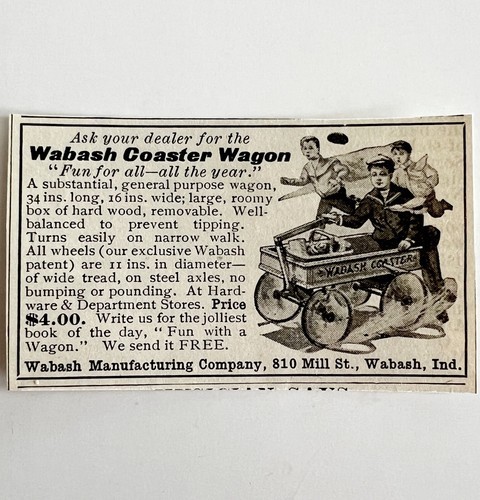 Ask your dealer for the
Wabash Coaster Wagon
"Fun for all—all the year."
A substantial, general purpose wagon,
34 ins. long, 16 ins. wide; large, roomy
box of hard wood, removable. Well-
balanced to prevent tipping.
Turns easily on narrow walk.
All wheels (our exclusive Wabash
patent) are 11 ins. in diameter—
of wide tread, on steel axles, no
bumping or pounding. At Hard-
ware & Department Stores. Price
$4.00. Write us for the jolliest
book of the day, "Fun with a
Wagon." We send it FREE.
WABASH COASTER
Wabash Manufacturing Company, 810 Mill St., Wabash, Ind.